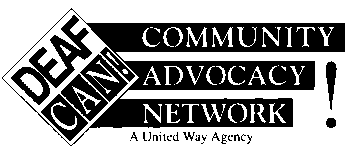 DEAF
CAN!
COMMUNITY
ADVOCACY
NETWORK !
A United Way Agency